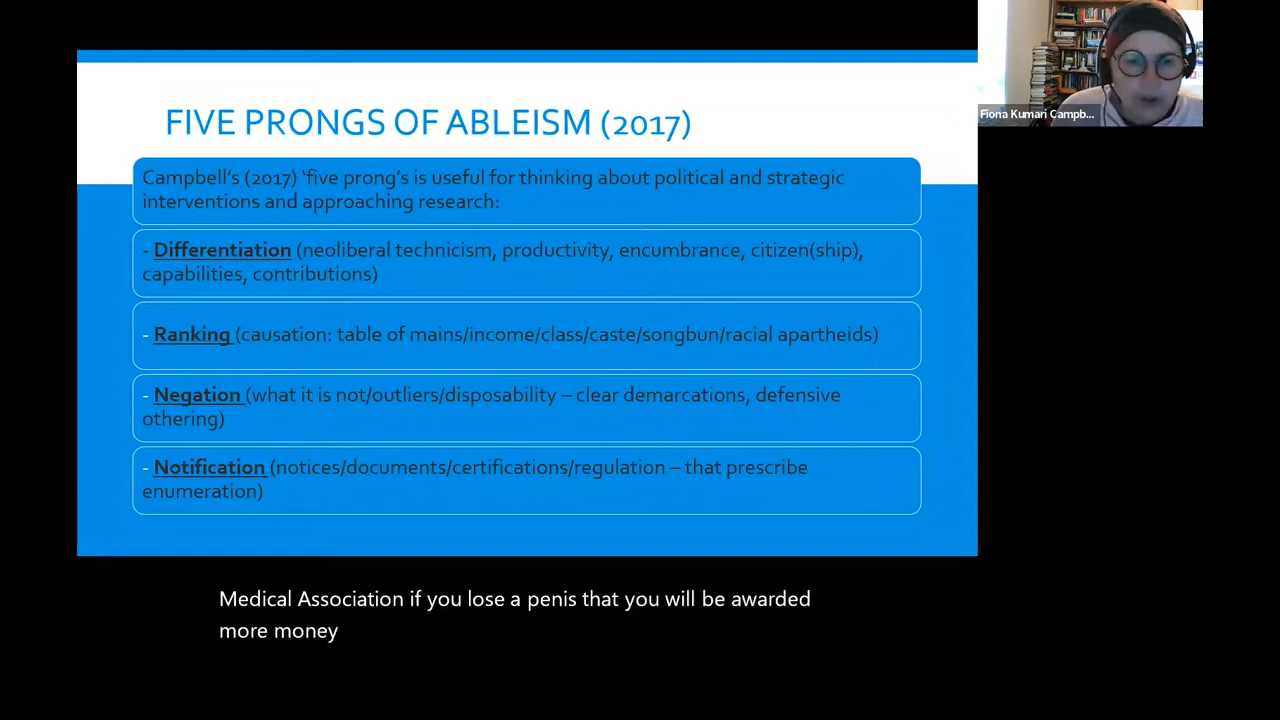 FIVE PRONGS OF ABLEISM (2017)
Fiona Kumari Campb...
Campbell's (2017) 'five prong's is useful for thinking about political and strategic
interventions and approaching research:
- Differentiation (neoliberal technicism, productivity, encumbrance, citizen(ship),
capabilities, contributions)
- Ranking (causation: table of mains/income/class/caste/songbun/racial apartheids)
- Negation (what it is not/outliers/disposability – clear demarcations, defensive
othering)
- Notification (notices/documents/certifications/regulation – that prescribe
enumeration)
Medical Association if you lose a penis that you will be awarded
more money